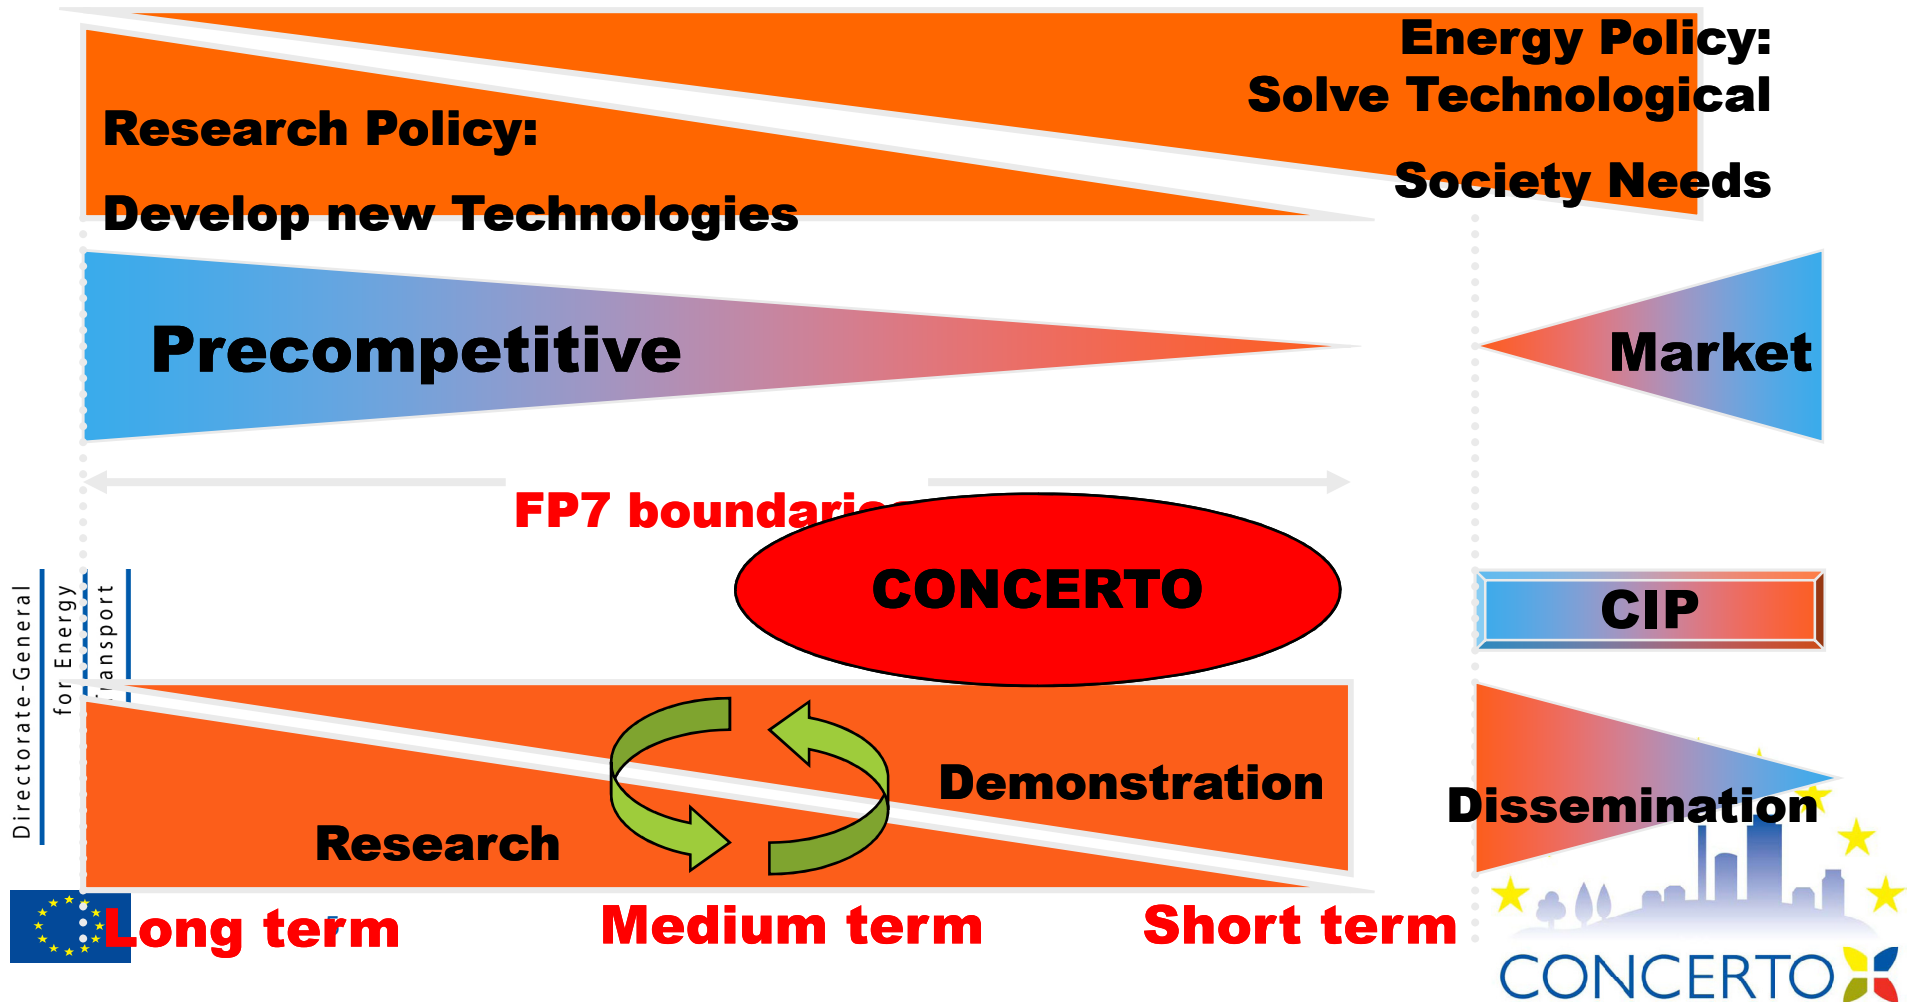 Energy Policy:
Solve Technological
Research Policy:
Society Needs
Develop new Technologies
Precompetitive
Market
FP7 boundaries
CONCERTO
CIP
Directorate-General
for Energy
Transport
Demonstration
Dissemination
Research
Long term
Medium term
Short term
CONCERTO